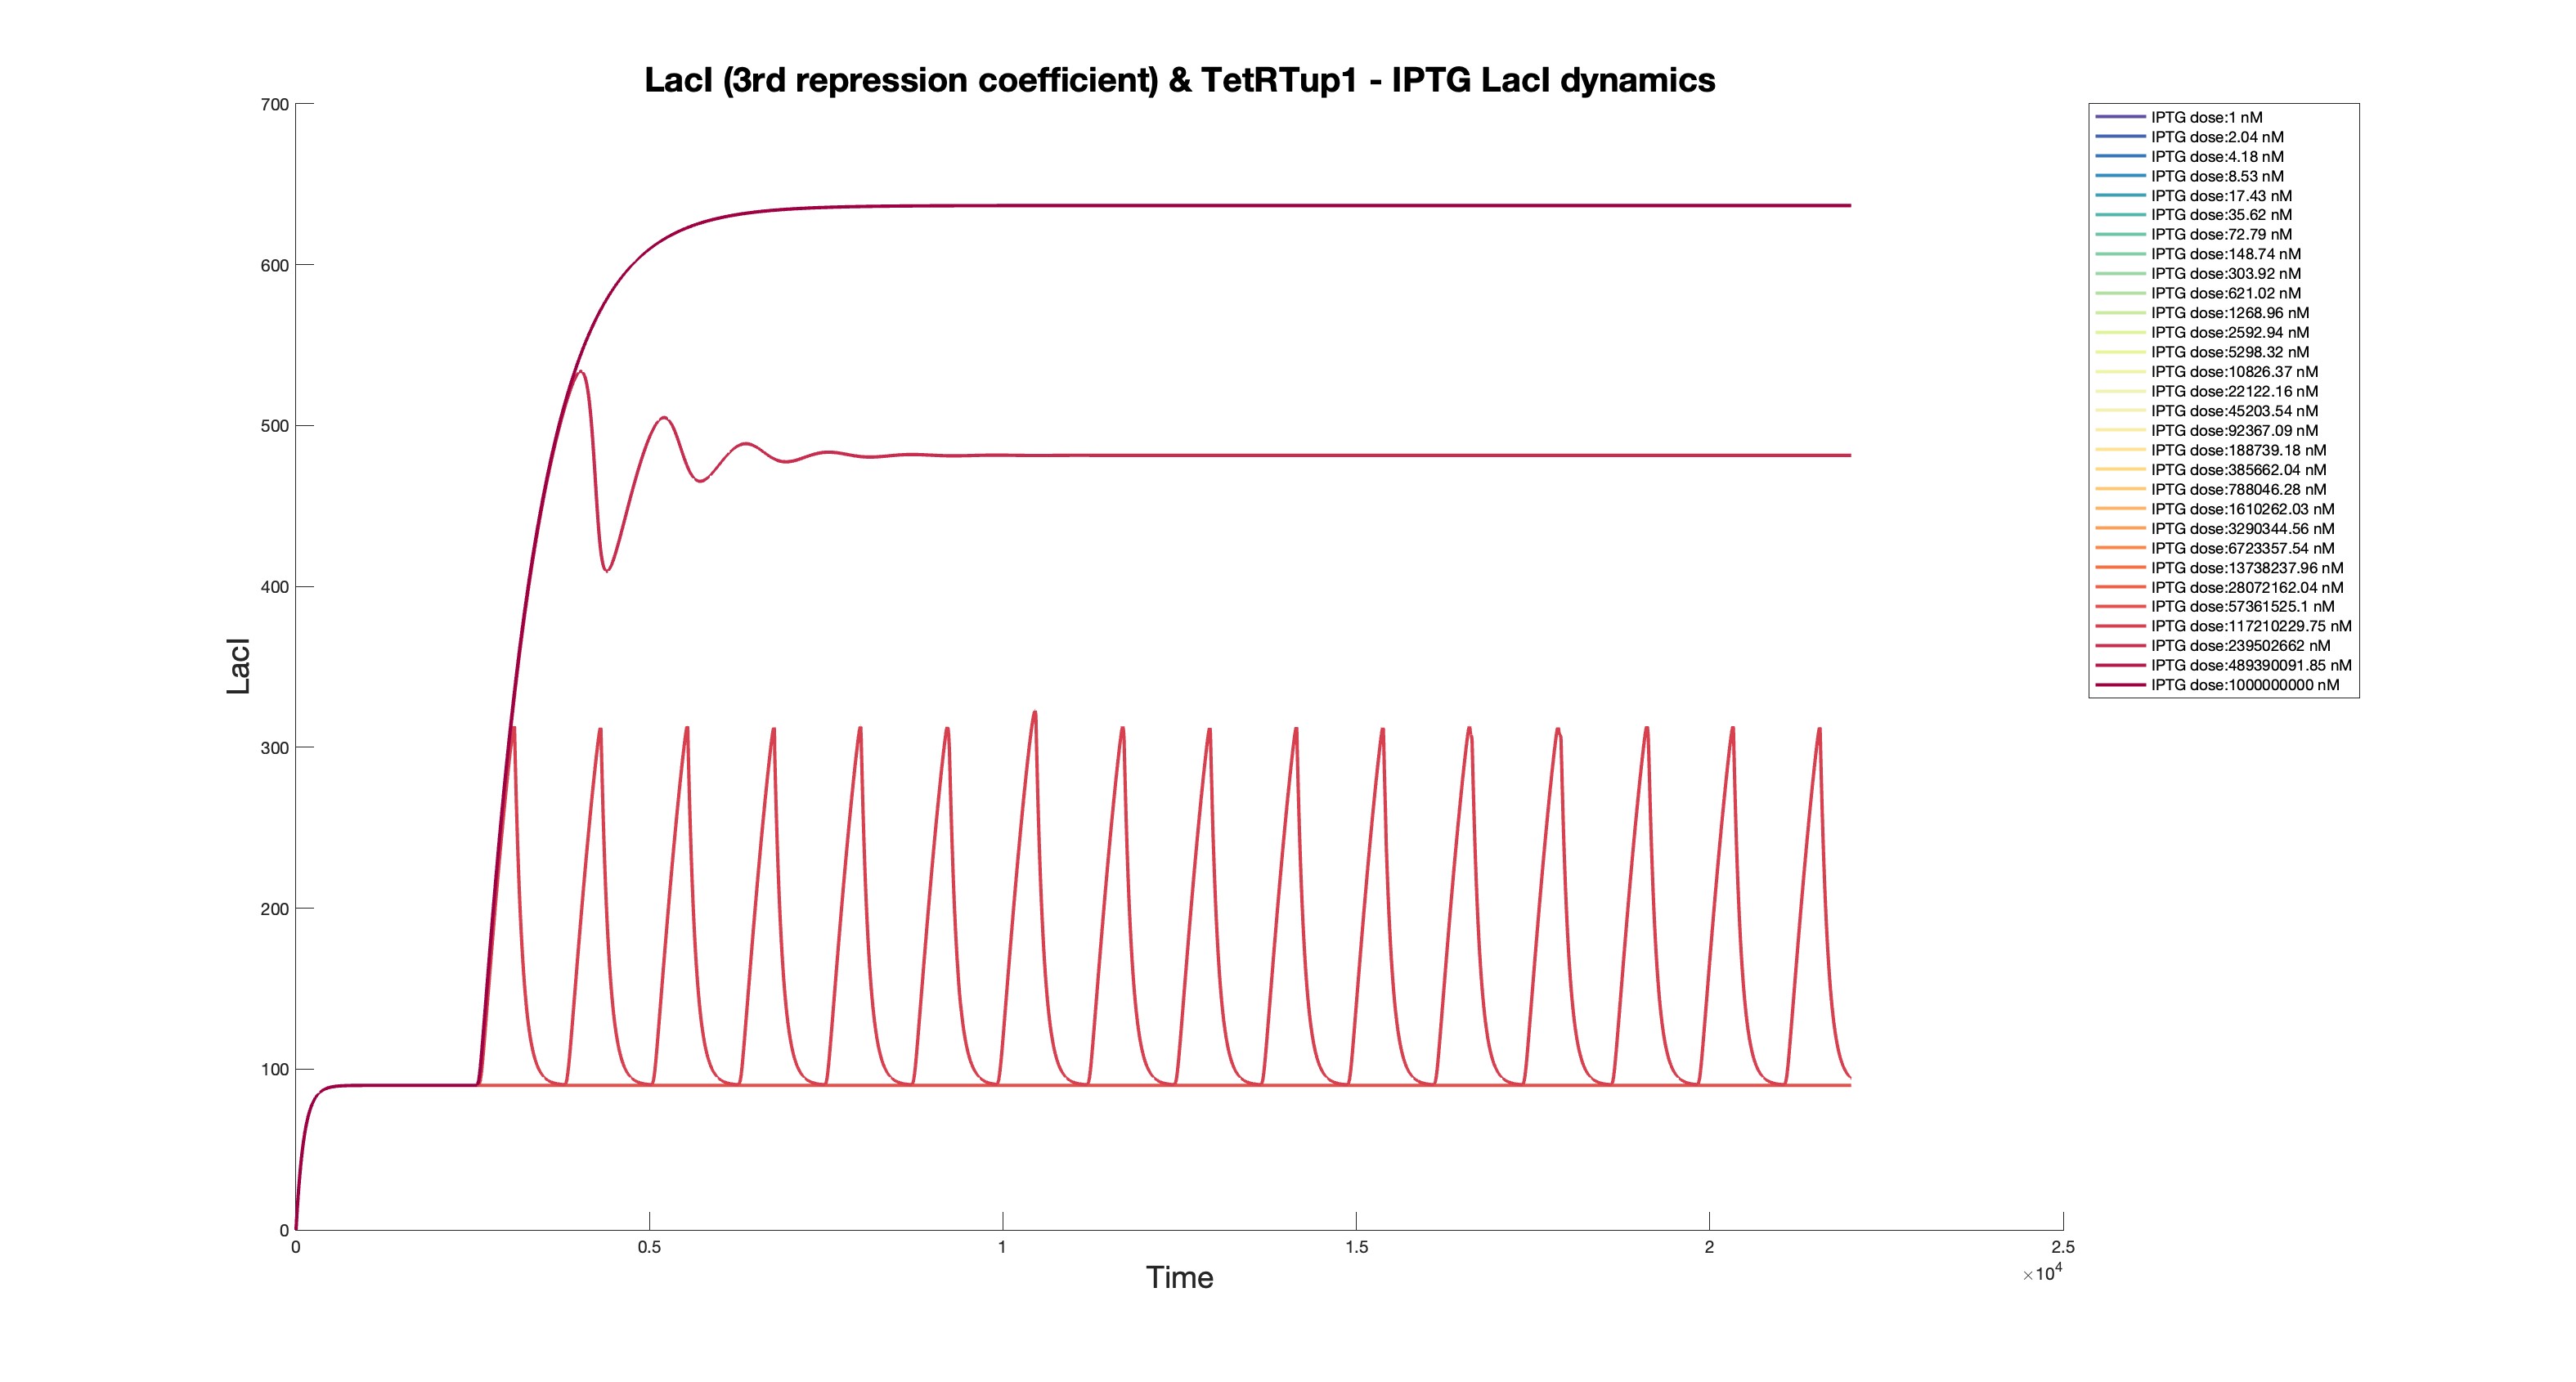 LacI (3rd repression coefficient) & TetRTup1 - IPTG LacI dynamics
700
600
500
400
300
200
100
0
LacI
0
0.5
1
1.5
2
2.5
×10^4
Time
IPTG dose:1 nM
IPTG dose:2.04 nM
IPTG dose:4.18 nM
IPTG dose:8.53 nM
IPTG dose:17.43 nM
IPTG dose:35.62 nM
IPTG dose:72.79 nM
IPTG dose:148.74 nM
IPTG dose:303.92 nM
IPTG dose:621.02 nM
IPTG dose:1268.96 nM
IPTG dose:2592.94 nM
IPTG dose:5298.32 nM
IPTG dose:10826.37 nM
IPTG dose:22122.16 nM
IPTG dose:45203.54 nM
IPTG dose:92367.09 nM
IPTG dose:188739.18 nM
IPTG dose:385662.04 nM
IPTG dose:788046.28 nM
IPTG dose:1610262.03 nM
IPTG dose:3290344.56 nM
IPTG dose:6723357.54 nM
IPTG dose:13738237.96 nM
IPTG dose:28072162.04 nM
IPTG dose:57361525.1 nM
IPTG dose:117210229.75 nM
IPTG dose:239502662 nM
IPTG dose:489390091.85 nM
IPTG dose:1000000000 nM